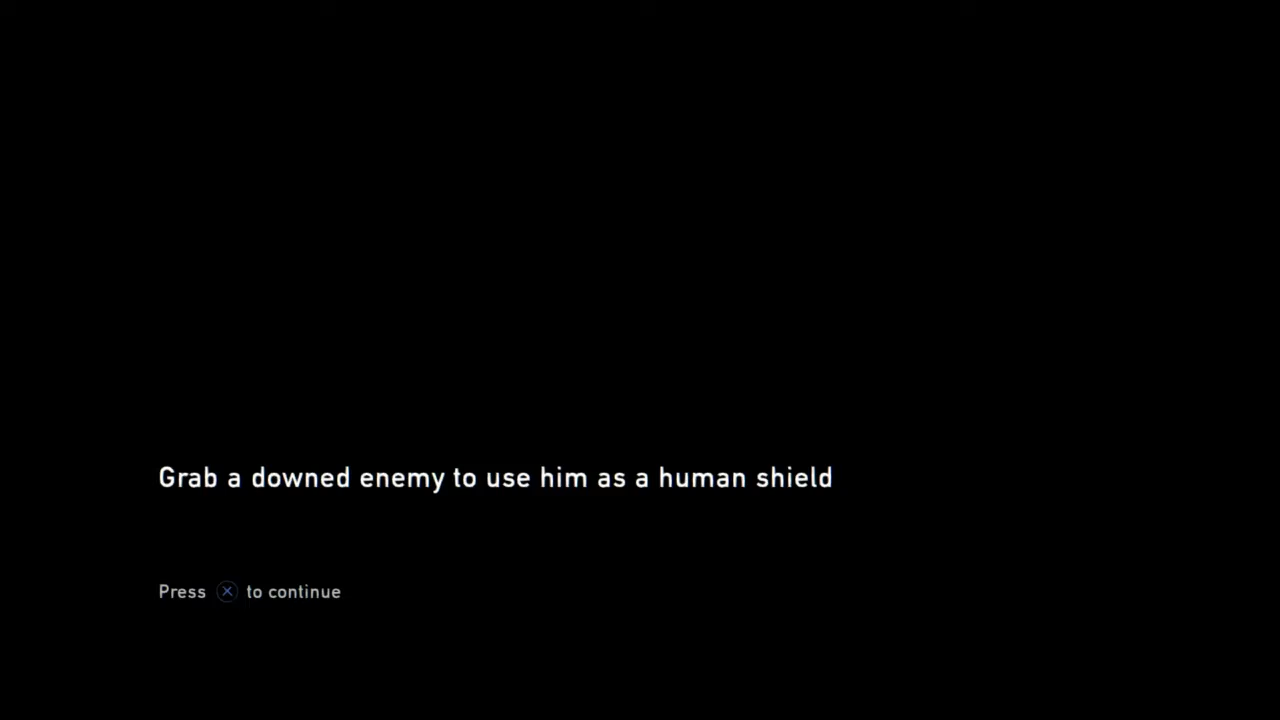 Grab a downed enemy to use him as a human shield
Press ⓧ to continue